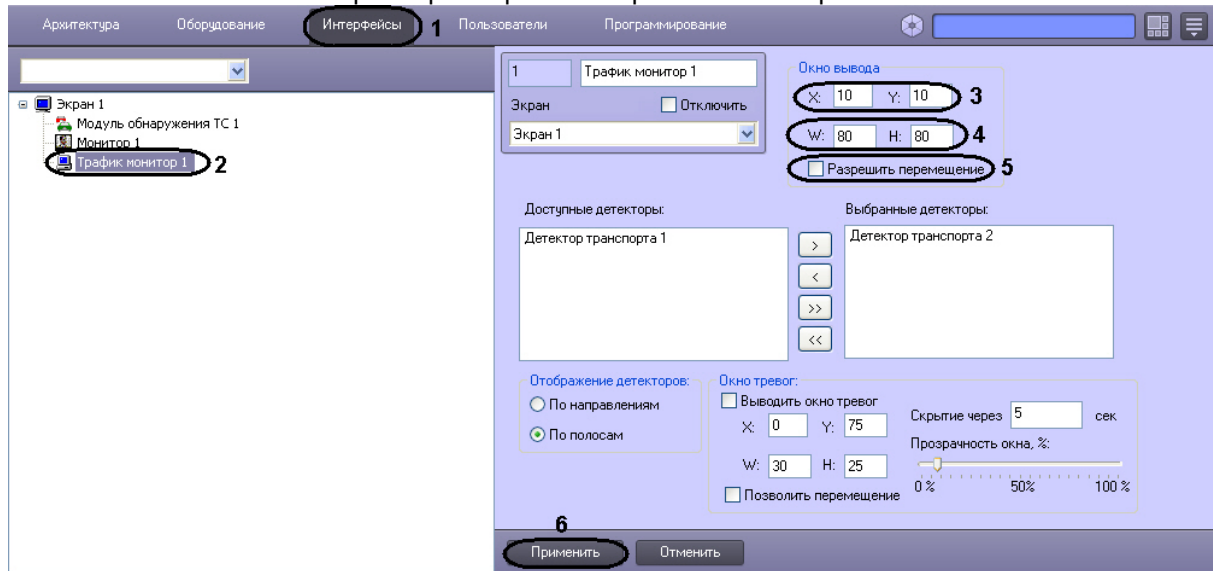 Архитектура Оборудование Интерфейсы 1 Пользователи Программирование
1 Трафик монитор 1
Экран Отключить
Экран 1
Окно вывода
X: 10 Y: 10 3
W: 80 H: 80 4
Разрешить перемещение 5
Экран 1
Модуль обнаружения ТС 1
Монитор 1
Трафик монитор 1 2
Доступные детекторы: Выбранные детекторы:
Детектор транспорта 1 > Детектор транспорта 2
<
>>
<<
Отображение детекторов:
По направлениям
По полосам
Окно тревог:
Выводить окно тревог
X: 0 Y: 75
W: 30 H: 25
Позволить перемещение
Скрытие через 5 сек
Прозрачность окна, %:
0 % 50% 100 %
6
Применить Отменить